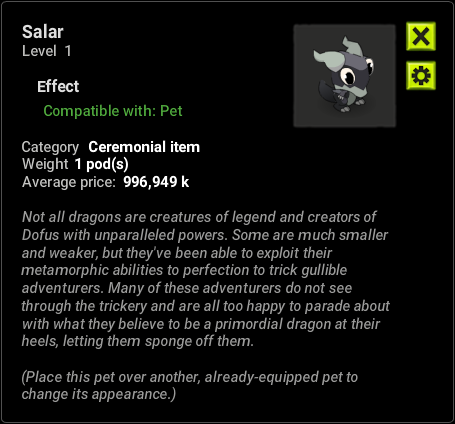 Salar
Level 1
Effect
Compatible with: Pet
Category Ceremonial item
Weight 1 pod(s)
Average price: 996,949 k
Not all dragons are creatures of legend and creators of
Dofus with unparalleled powers. Some are much smaller
and weaker, but they've been able to exploit their
metamorphic abilities to perfection to trick gullible
adventurers. Many of these adventurers do not see
through the trickery and are all too happy to parade about
with what they believe to be a primordial dragon at their
heels, letting them sponge off them.
(Place this pet over another, already-equipped pet to
change its appearance.)